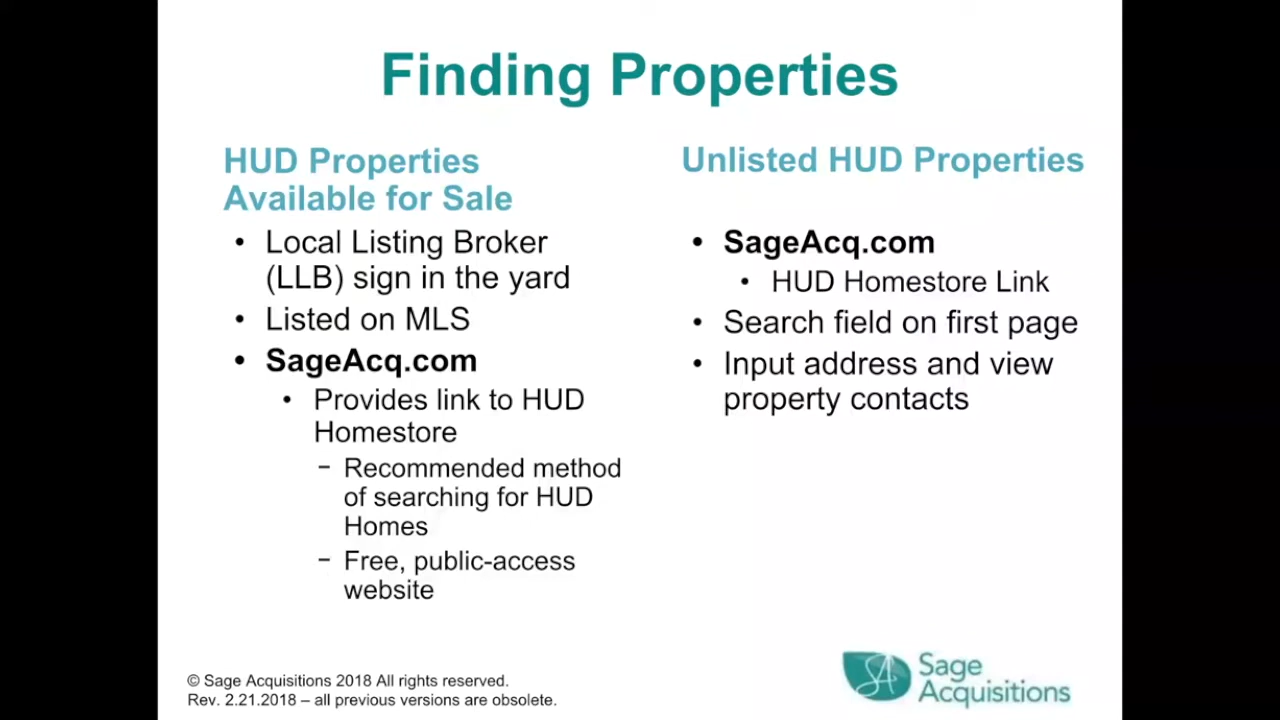 Finding Properties
HUD Properties
Available for Sale
• Local Listing Broker
(LLB) sign in the yard
• Listed on MLS
• SageAcq.com
• Provides link to HUD
Homestore
− Recommended method
of searching for HUD
Homes
− Free, public-access
website
Unlisted HUD Properties
• SageAcq.com
• HUD Homestore Link
• Search field on first page
• Input address and view
property contacts
© Sage Acquisitions 2018 All rights reserved.
Rev. 2.21.2018 – all previous versions are obsolete.
SA
Sage
Acquisitions